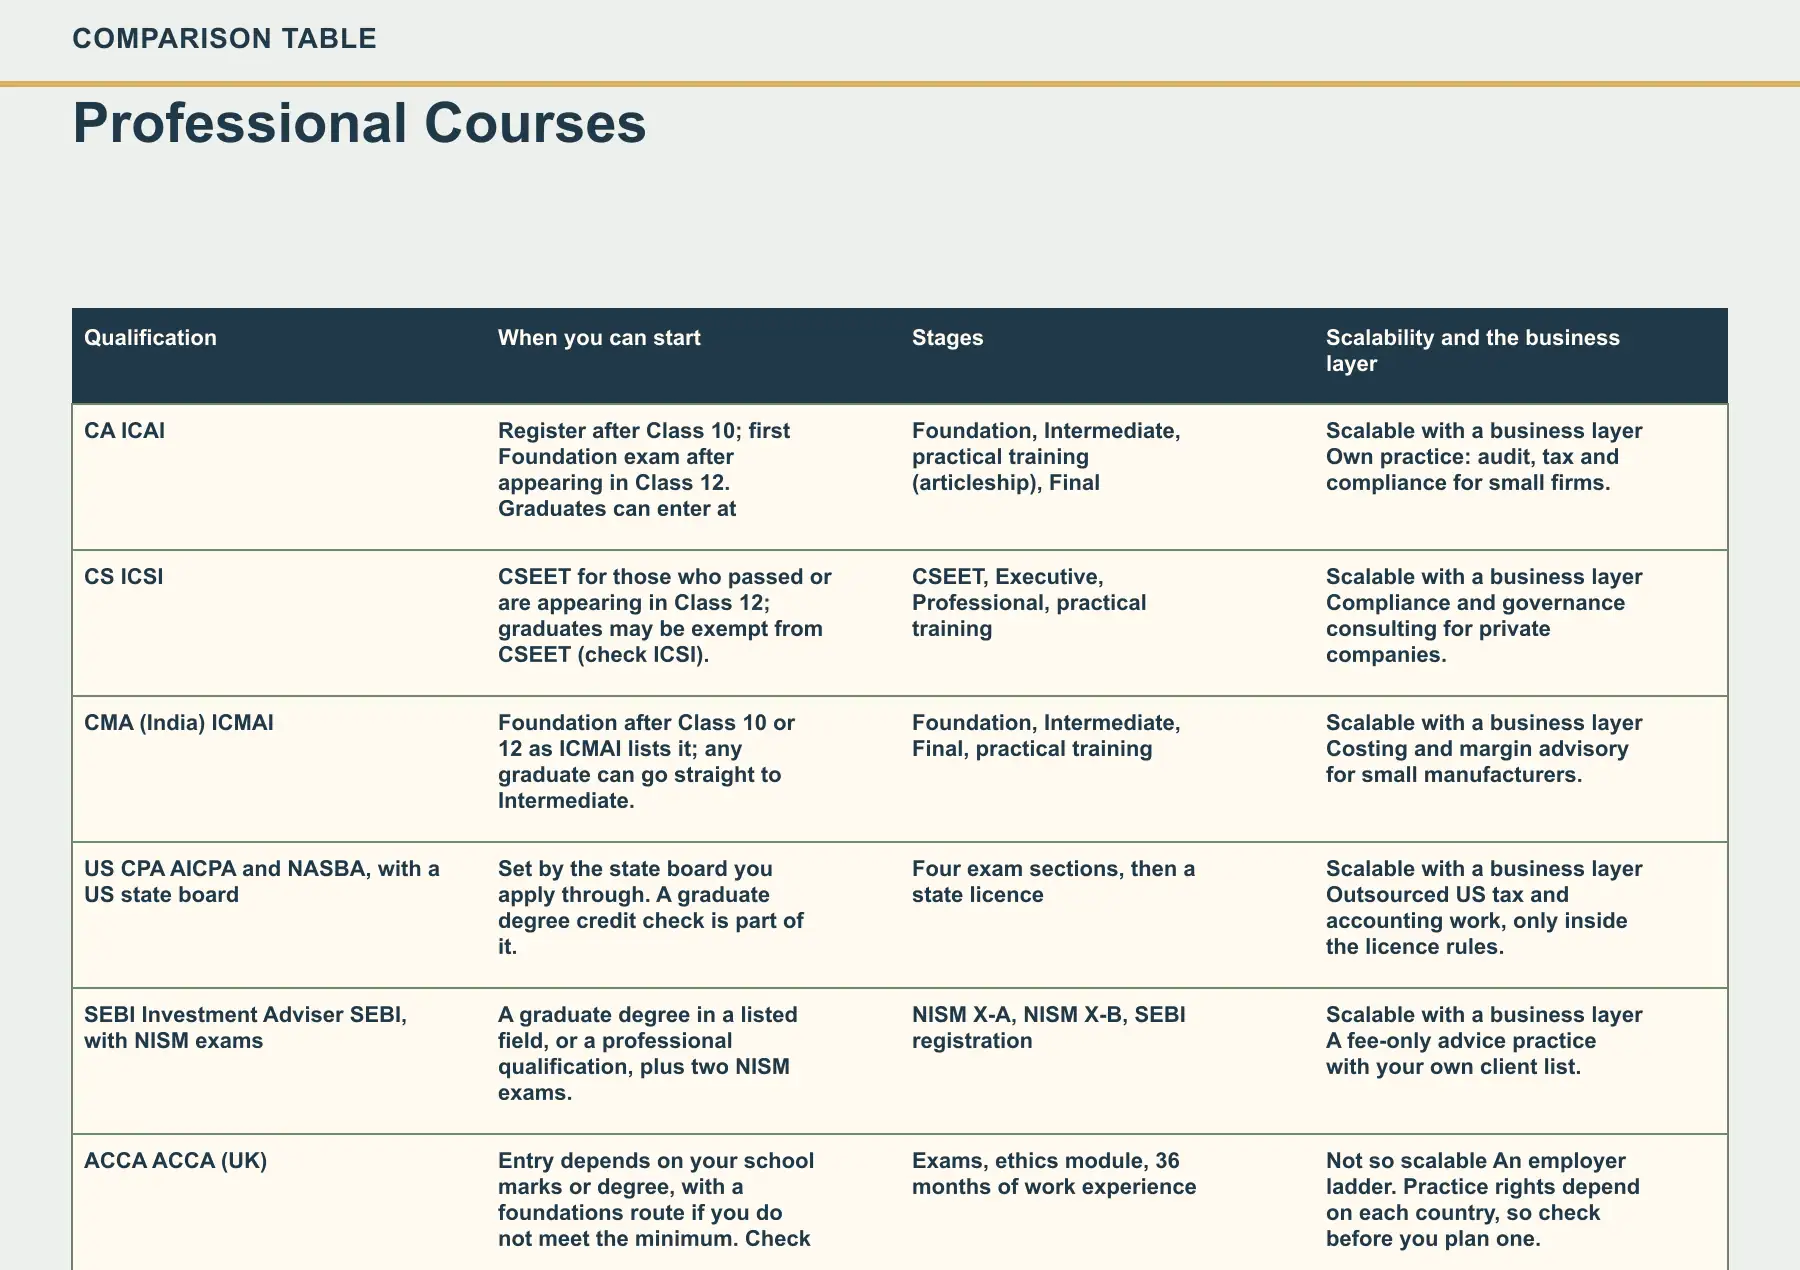 COMPARISON TABLE
Professional Courses
Qualification
When you can start
Stages
Scalability and the business
layer
CA ICAI
Register after Class 10; first
Foundation exam after
appearing in Class 12.
Graduates can enter at
Foundation, Intermediate,
practical training
(articleship), Final
Scalable with a business layer
Own practice: audit, tax and
compliance for small firms.
CS ICSI
CSEET for those who passed or
are appearing in Class 12;
graduates may be exempt from
CSEET (check ICSI).
CSEET, Executive,
Professional, practical
training
Scalable with a business layer
Compliance and governance
consulting for private
companies.
CMA (India) ICMAI
Foundation after Class 10 or
12 as ICMAI lists it; any
graduate can go straight to
Intermediate.
Foundation, Intermediate,
Final, practical training
Scalable with a business layer
Costing and margin advisory
for small manufacturers.
US CPA AICPA and NASBA, with a
US state board
Set by the state board you
apply through. A graduate
degree credit check is part of
it.
Four exam sections, then a
state licence
Scalable with a business layer
Outsourced US tax and
accounting work, only inside
the licence rules.
SEBI Investment Adviser SEBI,
with NISM exams
A graduate degree in a listed
field, or a professional
qualification, plus two NISM
exams.
NISM X-A, NISM X-B, SEBI
registration
Scalable with a business layer
A fee-only advice practice
with your own client list.
ACCA ACCA (UK)
Entry depends on your school
marks or degree, with a
foundations route if you do
not meet the minimum. Check
Exams, ethics module, 36
months of work experience
Not so scalable An employer
ladder. Practice rights depend
on each country, so check
before you plan one.